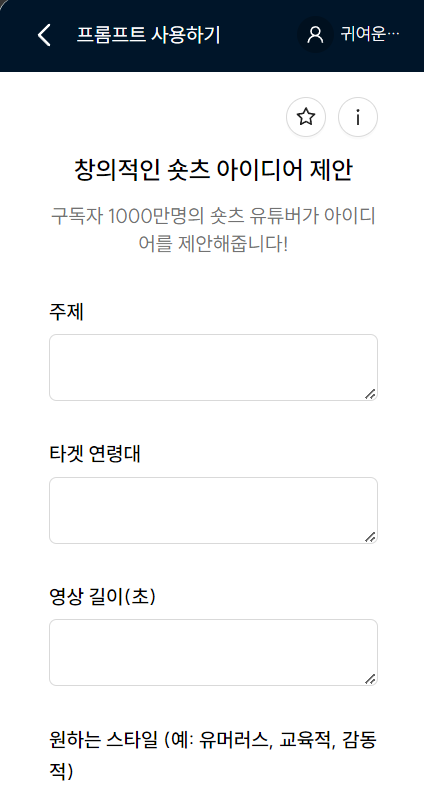 프롬프트 사용하기
귀여운…
창의적인 숏츠 아이디어 제안
구독자 1000만명의 숏츠 유튜버가 아이디
어를 제안해줍니다!
주제
타겟 연령대
영상 길이(초)
원하는 스타일 (예: 유머러스, 교육적, 감동
적)